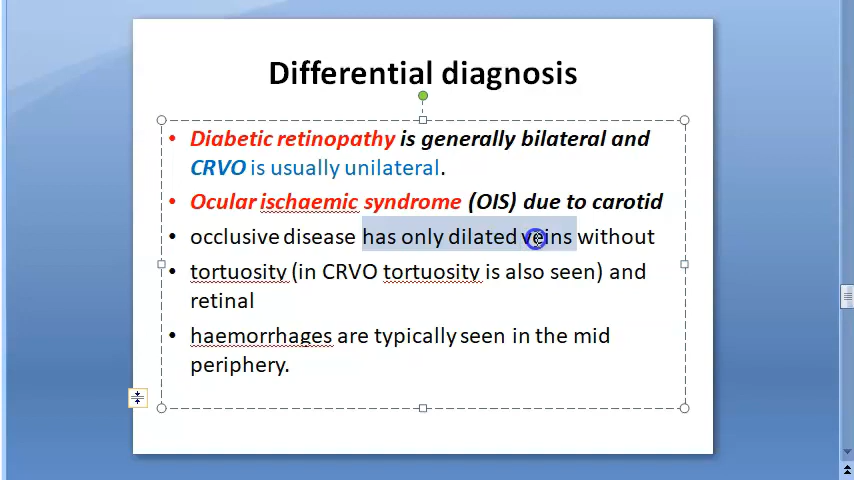 Differential diagnosis
• Diabetic retinopathy is generally bilateral and
CRVO is usually unilateral.
• Ocular ischaemic syndrome (OIS) due to carotid
• occlusive disease has only dilated veins without
• tortuosity (in CRVO tortuosity is also seen) and
retinal
• haemorrhages are typically seen in the mid
periphery.